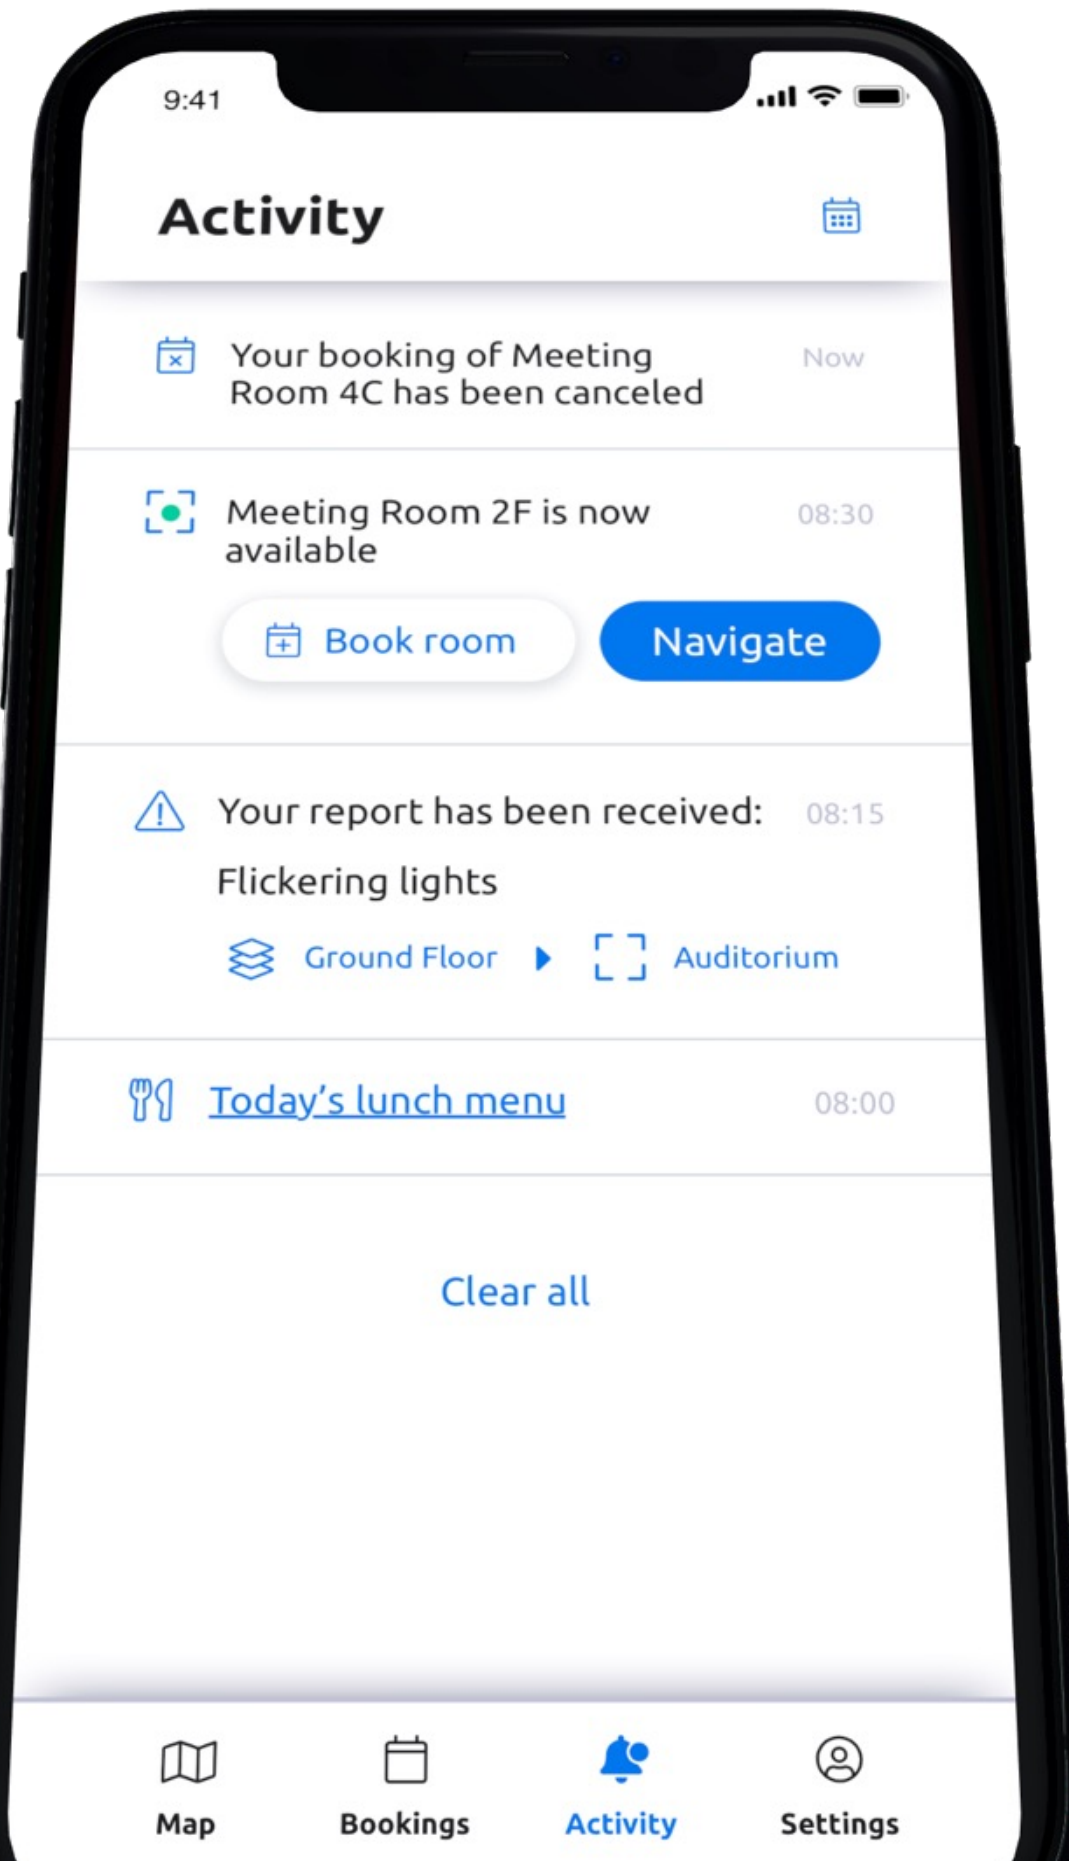 9:41
Activity
Your booking of Meeting
Room 4C has been canceled
Now
Meeting Room 2F is now
available
08:30
Book room
Navigate
Your report has been received:
08:15
Flickering lights
Ground Floor
Auditorium
Today's lunch menu
08:00
Clear all
Map
Bookings
Activity
Settings